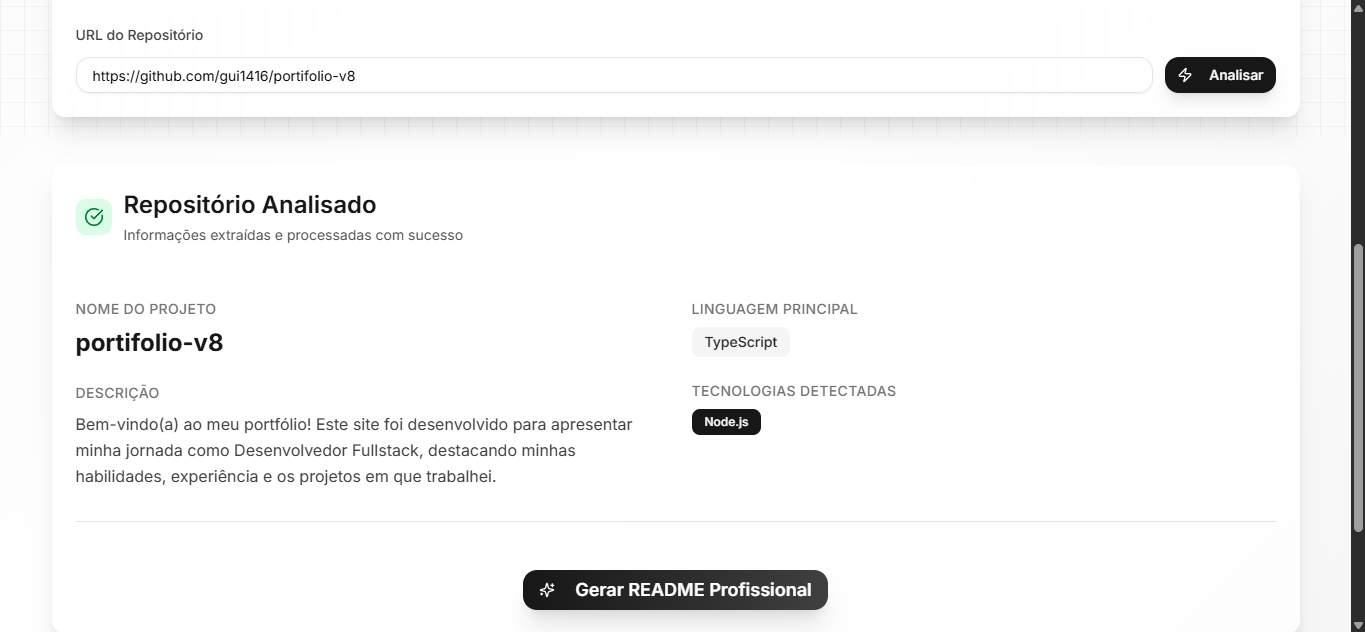 URL do Repositório
https://github.com/gui1416/portifolio-v8
Analisar
Repositório Analisado
Informações extraídas e processadas com sucesso
NOME DO PROJETO
portifolio-v8
DESCRIÇÃO
Bem-vindo(a) ao meu portfólio! Este site foi desenvolvido para apresentar
minha jornada como Desenvolvedor Fullstack, destacando minhas
habilidades, experiência e os projetos em que trabalhei.
LINGUAGEM PRINCIPAL
TypeScript
TECNOLOGIAS DETECTADAS
Node.js
Gerar README Profissional